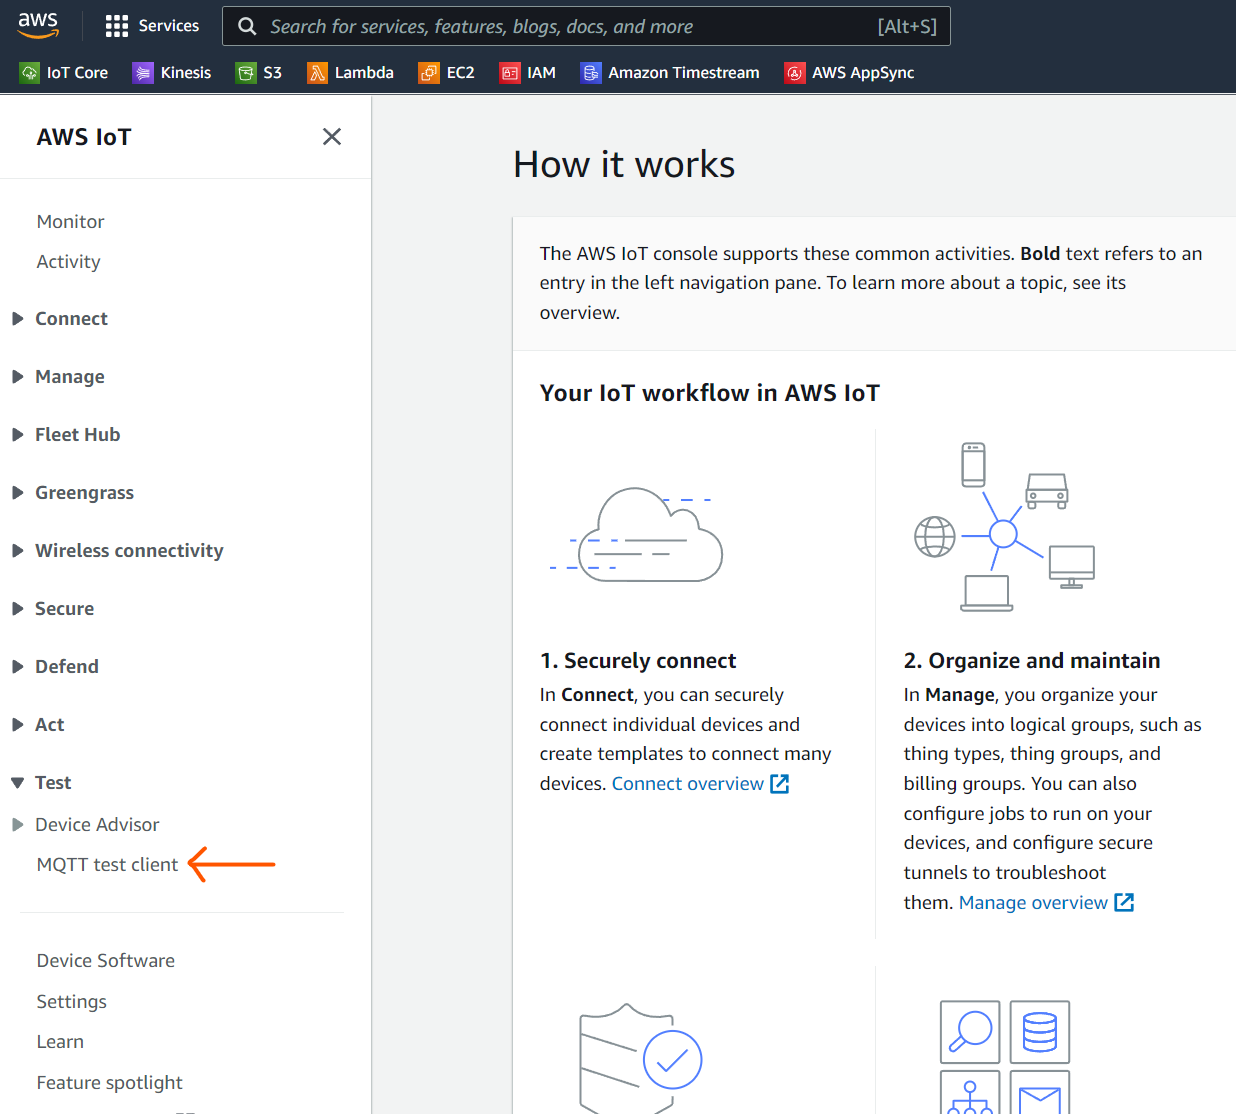 aws
Services
Search for services, features, blogs, docs, and more
[Alt+S]
IoT Core
Kinesis
S3
Lambda
EC2
IAM
Amazon Timestream
AWS AppSync
AWS IoT
Monitor
Activity
Connect
Manage
Fleet Hub
Greengrass
Wireless connectivity
Secure
Defend
Act
Test
Device Advisor
MQTT test client
Device Software
Settings
Learn
Feature spotlight
How it works
The AWS IoT console supports these common activities. Bold text refers to an
entry in the left navigation pane. To learn more about a topic, see its
overview.
Your IoT workflow in AWS IoT
1. Securely connect
In Connect, you can securely
connect individual devices and
create templates to connect many
devices. Connect overview
2. Organize and maintain
In Manage, you organize your
devices into logical groups, such as
thing types, thing groups, and
billing groups. You can also
configure jobs to run on your
devices, and configure secure
tunnels to troubleshoot
them. Manage overview